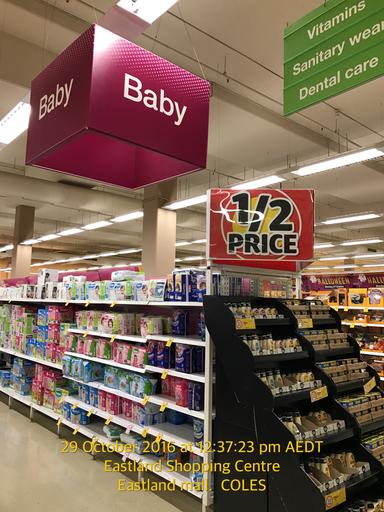 Vitamins
Sanitary wear
Dental care
Baby
Baby
1/2
PRICE
HALLOWEEN
29 October 2016 at 12:37:23 pm AEDT
Eastland Shopping Centre
Eastland mall, COLES